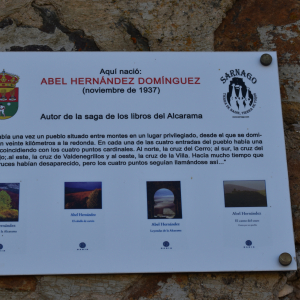 Aquí nació:
ABEL HERNÁNDEZ DOMÍNGUEZ
(noviembre de 1937)
SARNAGO
Autor de la saga de los libros del Alcarama
había una vez un pueblo situado entre montes en un lugar privilegiado, desde el que se domi-
an veinte kilómetros a la redonda. En cada una de las cuatro entradas del pueblo había una
coincidiendo con los cuatro puntos cardinales. Al norte, la cruz del Cerro; al sur, la cruz del
al este, la cruz de Valdenegrillos y al oeste, la cruz de la Villa. Hacía mucho tiempo que
ruces habían desaparecido, pero los cuatro puntos seguían llamándose así..."
Abel Hernández
Abel Hernández
Abel Hernández